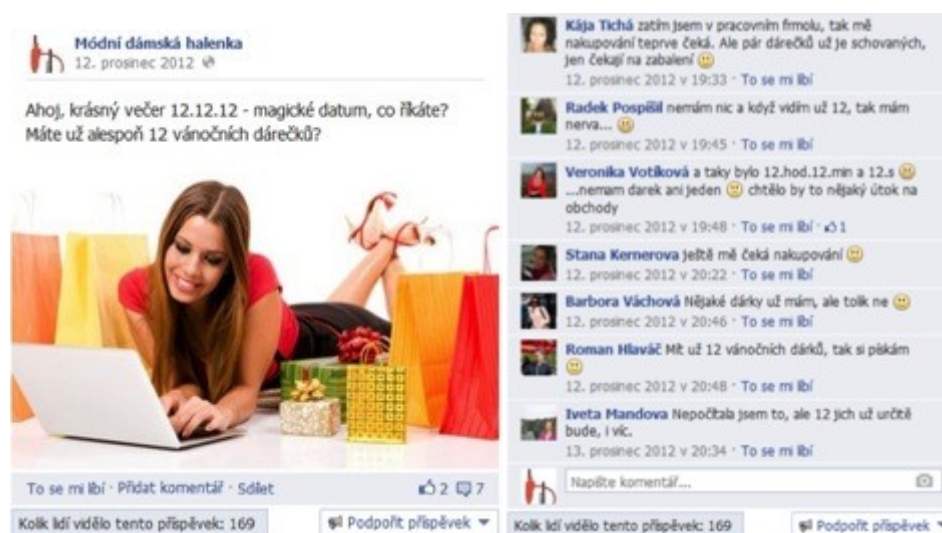 Módní dámská halenka
12. prosinec 2012
Ahoj, krásný večer 12.12.12 - magické datum, co říkáte?
Máte už alespoň 12 vánočních dárečků?
To se mi líbí · Přidat komentář · Sdílet 2 7
Kolik lidí vidělo tento příspěvek: 169 Podpořit příspěvek
Kája Tichá zatím jsem v pracovním frmolu, tak mě
nakupování teprve čeká. Ale pár dárečků už je schovaných,
jen čekají na zabalení
12. prosinec 2012 v 19:33 · To se mi líbí
Radek Pospíšil nemám nic a když vidím už 12, tak mám
nerva...
12. prosinec 2012 v 19:45 · To se mi líbí
Veronika Votíková a taky bylo 12.hod.12.min a 12.s
...nemam darek ani jeden chtělo by to nějaký útok na
obchody
12. prosinec 2012 v 19:48 · To se mi líbí · 1
Stana Kernerova ještě mě čeká nakupování
12. prosinec 2012 v 20:22 · To se mi líbí
Barbora Váchová Nějaké dárky už mám, ale tolik ne
12. prosinec 2012 v 20:46 · To se mi líbí
Roman Hlaváč Mít už 12 vánočních dárků, tak si pískám
12. prosinec 2012 v 20:48 · To se mi líbí
Iveta Mandova Nepočítala jsem to, ale 12 jich už určitě
bude, i víc.
13. prosinec 2012 v 20:34 · To se mi líbí
Napište komentář...
Kolik lidí vidělo tento příspěvek: 169 Podpořit příspěvek